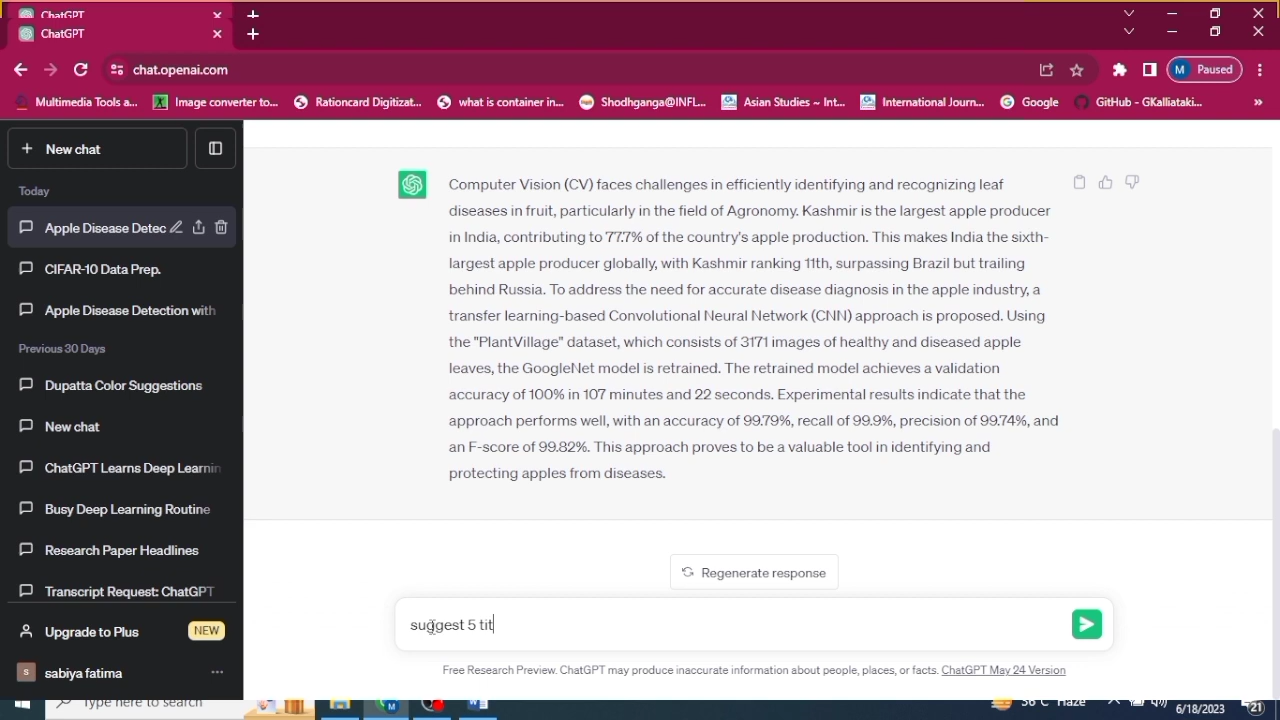 ChatGPT
ChatGPT
chat.openai.com
M Paused
Multimedia Tools a...
Image converter to...
Rationcard Digitizat...
what is container in...
Shodhganga@INFL...
Asian Studies ~ Int...
International Journ...
Google
GitHub - GKalliataki...
»
New chat
Today
Apple Disease Detec
CIFAR-10 Data Prep.
Apple Disease Detection with
Previous 30 Days
Dupatta Color Suggestions
New chat
ChatGPT Learns Deep Learnin
Busy Deep Learning Routine
Research Paper Headlines
Transcript Request: ChatGPT
Upgrade to Plus NEW
s sabiya fatima
Computer Vision (CV) faces challenges in efficiently identifying and recognizing leaf
diseases in fruit, particularly in the field of Agronomy. Kashmir is the largest apple producer
in India, contributing to 77.7% of the country's apple production. This makes India the sixth-
largest apple producer globally, with Kashmir ranking 11th, surpassing Brazil but trailing
behind Russia. To address the need for accurate disease diagnosis in the apple industry, a
transfer learning-based Convolutional Neural Network (CNN) approach is proposed. Using
the "PlantVillage" dataset, which consists of 3171 images of healthy and diseased apple
leaves, the GoogleNet model is retrained. The retrained model achieves a validation
accuracy of 100% in 107 minutes and 22 seconds. Experimental results indicate that the
approach performs well, with an accuracy of 99.79%, recall of 99.9%, precision of 99.74%, and
an F-score of 99.82%. This approach proves to be a valuable tool in identifying and
protecting apples from diseases.
Regenerate response
suggest 5 tit
Free Research Preview. ChatGPT may produce inaccurate information about people, places, or facts. ChatGPT May 24 Version
Type here to search
Haze
6/18/2023
21